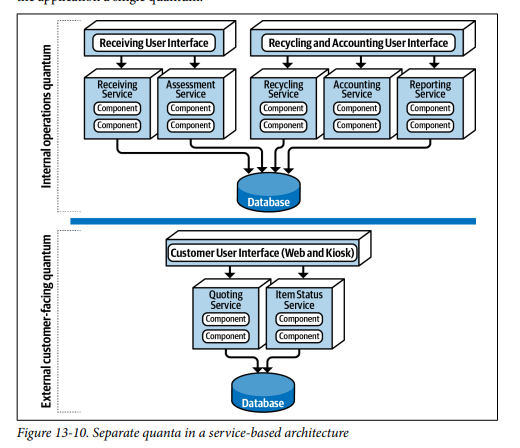 the application a single quantum.
Internal operations quantum
Receiving User Interface
Recycling and Accounting User Interface
Receiving
Service
Component
Component
Assessment
Service
Component
Component
Recycling
Service
Component
Component
Accounting
Service
Component
Component
Reporting
Service
Component
Component
Database
External customer-facing quantum
Customer User Interface (Web and Kiosk)
Quoting
Service
Component
Component
Item Status
Service
Component
Component
Database
Figure 13-10. Separate quanta in a service-based architecture